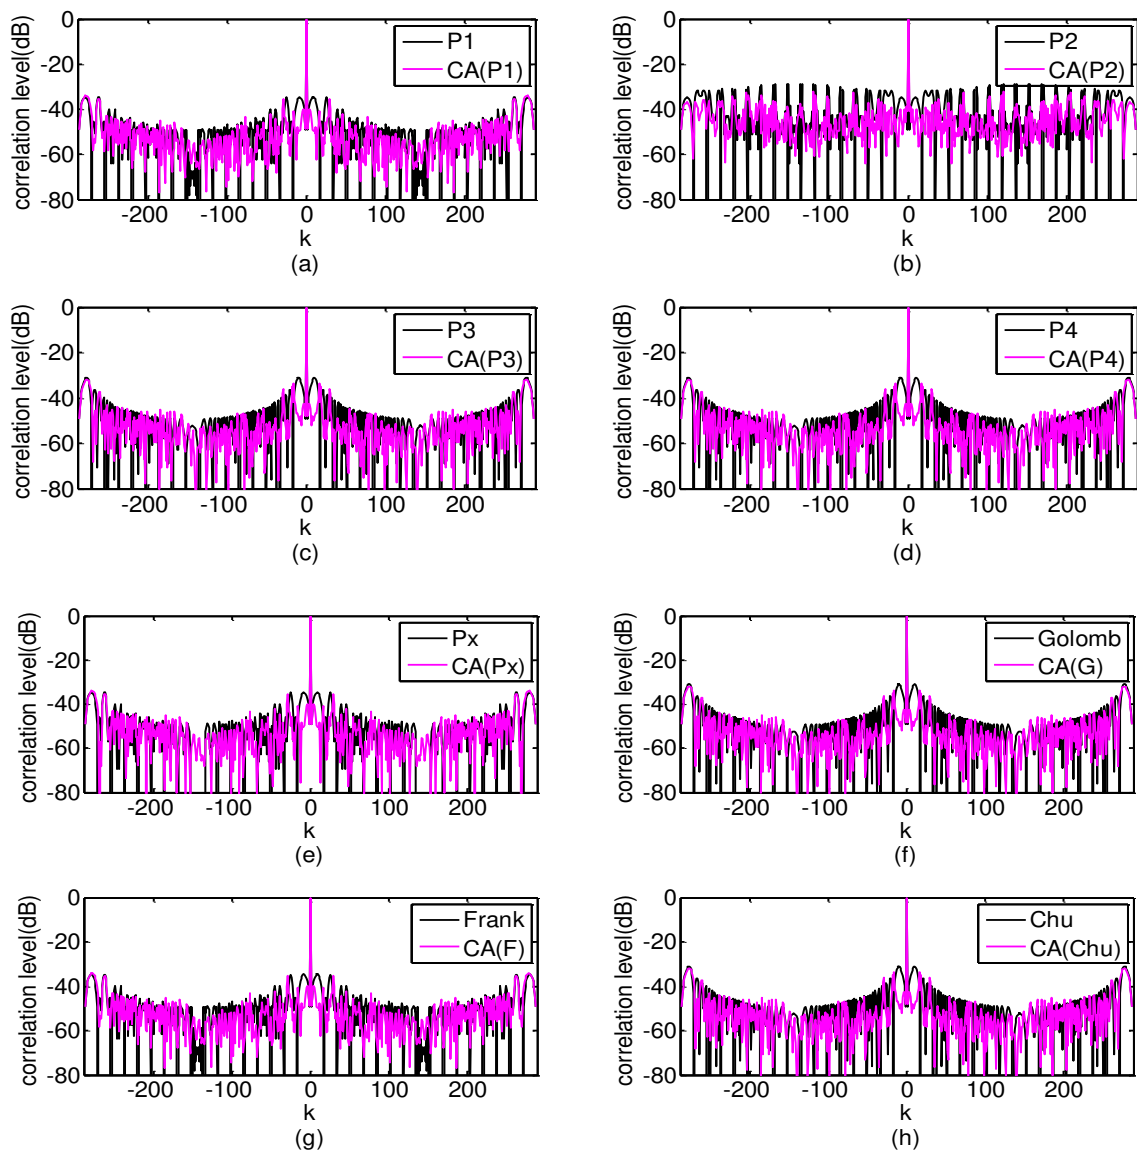 correlation level(dB)
0
-20
-40
-60
-80
-200
-100
0
100
200
k
(a)
P1
CA(P1)
correlation level(dB)
0
-20
-40
-60
-80
-200
-100
0
100
200
k
(b)
P2
CA(P2)
correlation level(dB)
0
-20
-40
-60
-80
-200
-100
0
100
200
k
(c)
P3
CA(P3)
correlation level(dB)
0
-20
-40
-60
-80
-200
-100
0
100
200
k
(d)
P4
CA(P4)
correlation level(dB)
0
-20
-40
-60
-80
-200
-100
0
100
200
k
(e)
Px
CA(Px)
correlation level(dB)
0
-20
-40
-60
-80
-200
-100
0
100
200
k
(f)
Golomb
CA(G)
correlation level(dB)
0
-20
-40
-60
-80
-200
-100
0
100
200
k
(g)
Frank
CA(F)
correlation level(dB)
0
-20
-40
-60
-80
-200
-100
0
100
200
k
(h)
Chu
CA(Chu)